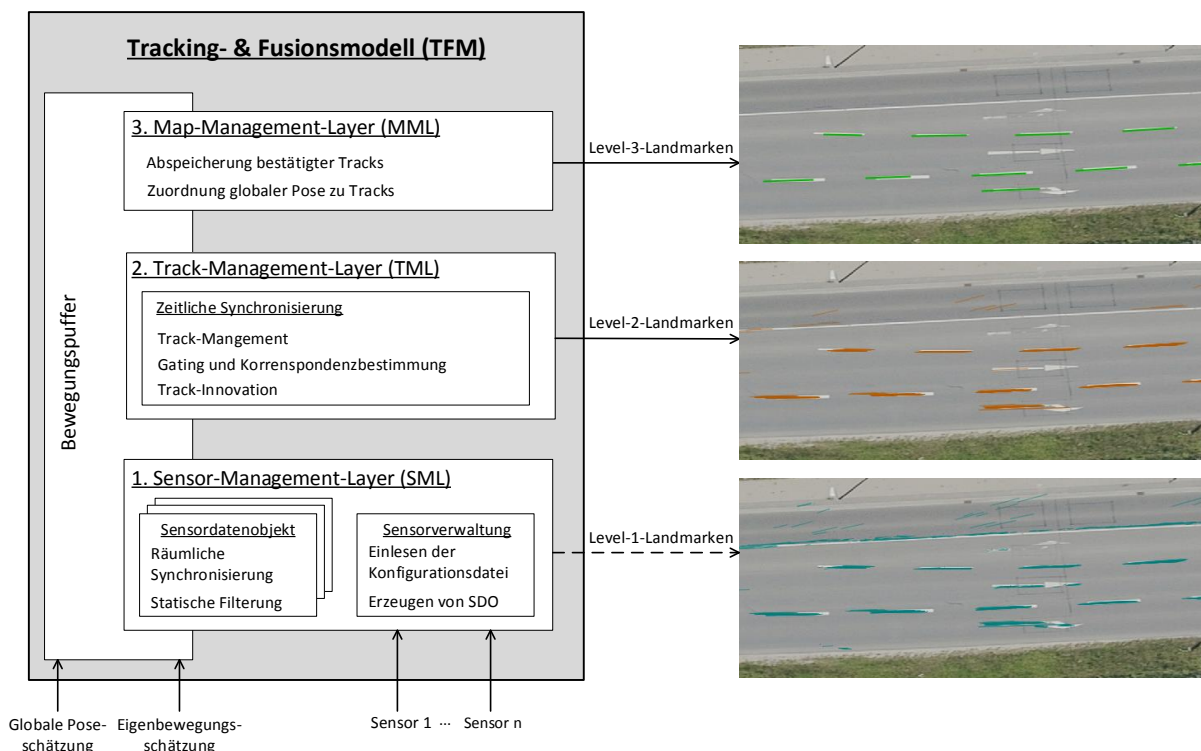 Tracking- & Fusionsmodell (TFM)
Bewegungspuffer
3. Map-Management-Layer (MML)
Abspeicherung bestätigter Tracks
Zuordnung globaler Pose zu Tracks
Level-3-Landmarken
2. Track-Management-Layer (TML)
Zeitliche Synchronisierung
Track-Mangement
Gating und Korrenspondenzbestimmung
Track-Innovation
Level-2-Landmarken
1. Sensor-Management-Layer (SML)
Sensordatenobjekt
Räumliche
Synchronisierung
Statische Filterung
Sensorverwaltung
Einlesen der
Konfigurationsdatei
Erzeugen von SDO
Level-1-Landmarken
Globale Pose-
schätzung
Eigenbewegungs-
schätzung
Sensor 1 ... Sensor n